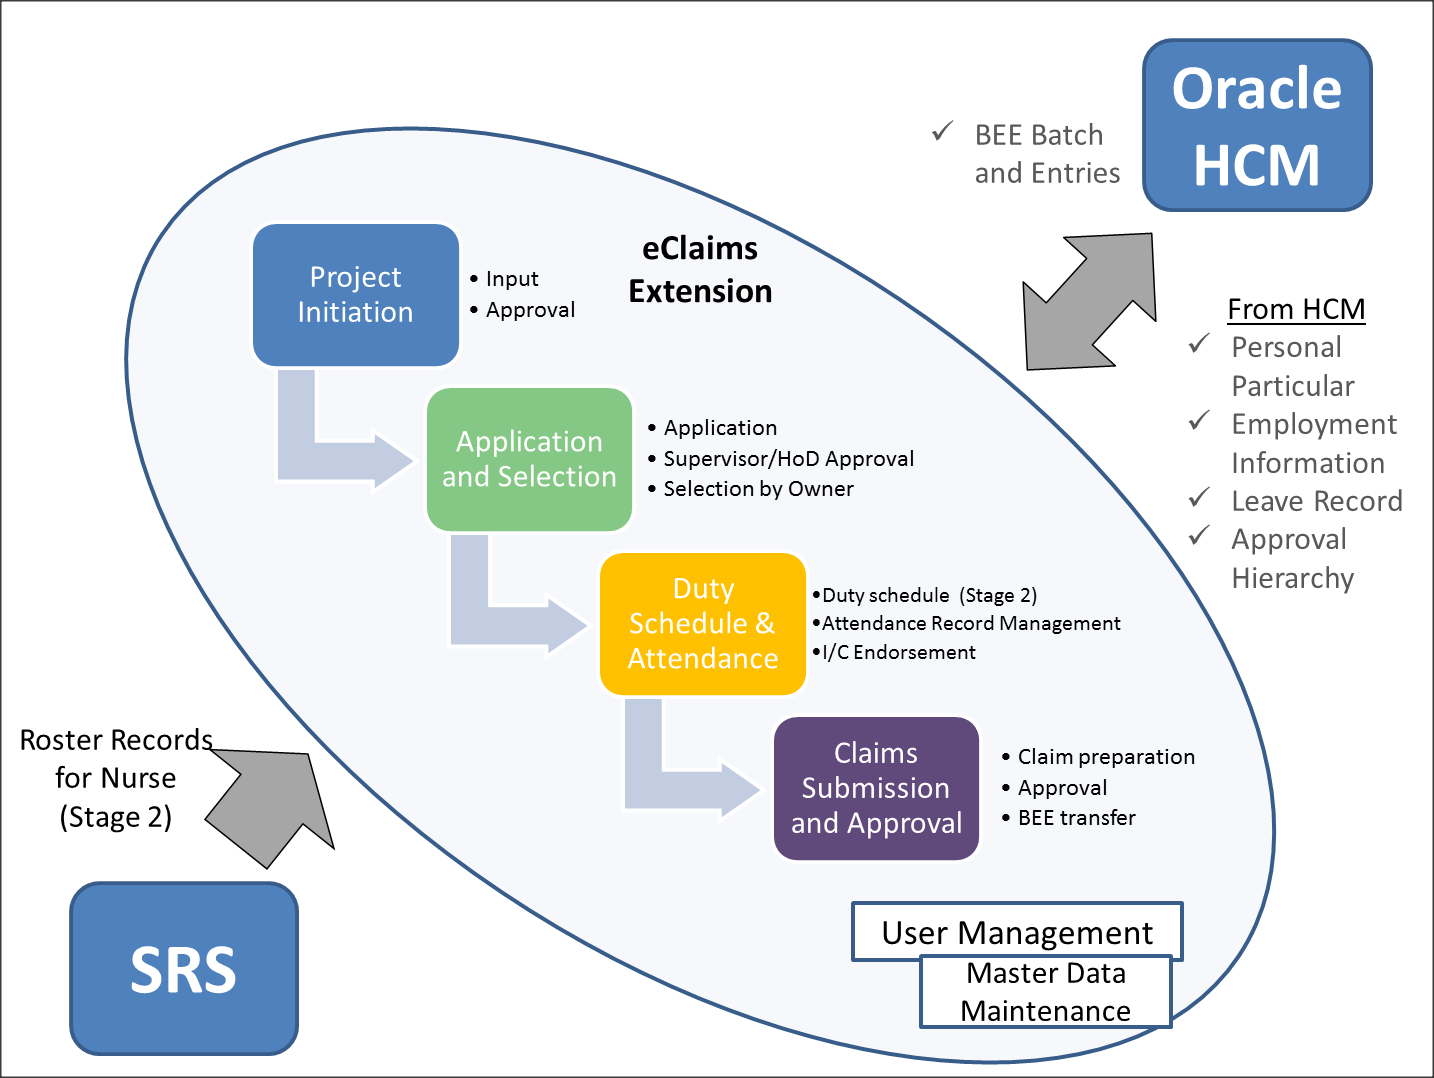 Oracle
HCM
✓ BEE Batch
and Entries
eClaims
Extension
Project
Initiation
• Input
• Approval
From HCM
✓ Personal
Particular
✓ Employment
Information
✓ Leave Record
✓ Approval
Hierarchy
Application
and Selection
• Application
• Supervisor/HoD Approval
• Selection by Owner
Duty
Schedule &
Attendance
•Duty schedule (Stage 2)
•Attendance Record Management
•I/C Endorsement
Roster Records
for Nurse
(Stage 2)
Claims
Submission
and Approval
• Claim preparation
• Approval
• BEE transfer
SRS
User Management
Master Data
Maintenance